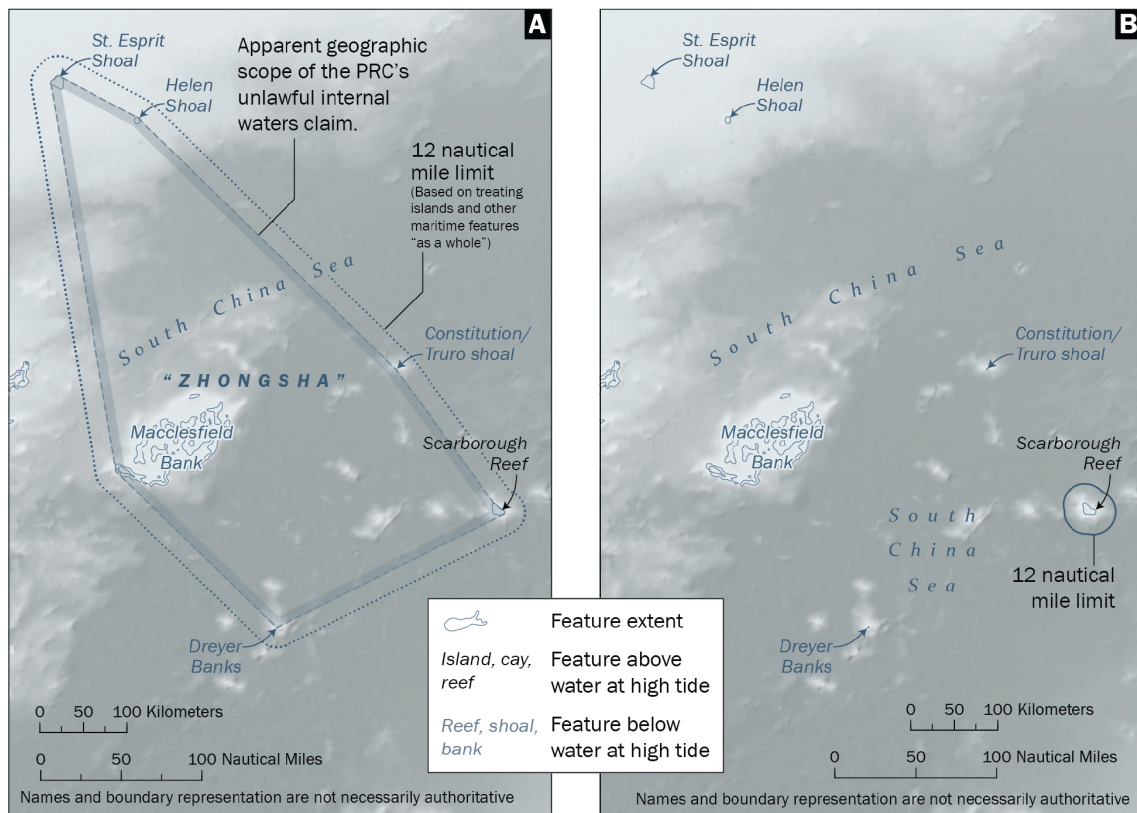 A
St. Esprit
Shoal
Helen
Shoal
Apparent geographic
scope of the PRC's
unlawful internal
waters claim.
12 nautical
mile limit
(Based on treating
islands and other
maritime features
"as a whole")
South China Sea
Constitution/
Truro shoal
"ZHONGSHA"
Macclesfield
Bank
Scarborough
Reef
Dreyer
Banks
0 50 100 Kilometers
0 50 100 Nautical Miles
Names and boundary representation are not necessarily authoritative
B
St. Esprit
Shoal
Helen
Shoal
South China Sea
Constitution/
Truro shoal
Macclesfield
Bank
Scarborough
Reef
South
China
Sea
12 nautical
mile limit
Dreyer
Banks
0 50 100 Kilometers
0 50 100 Nautical Miles
Names and boundary representation are not necessarily authoritative
Feature extent
Island, cay,
reef
Feature above
water at high tide
Reef, shoal,
bank
Feature below
water at high tide